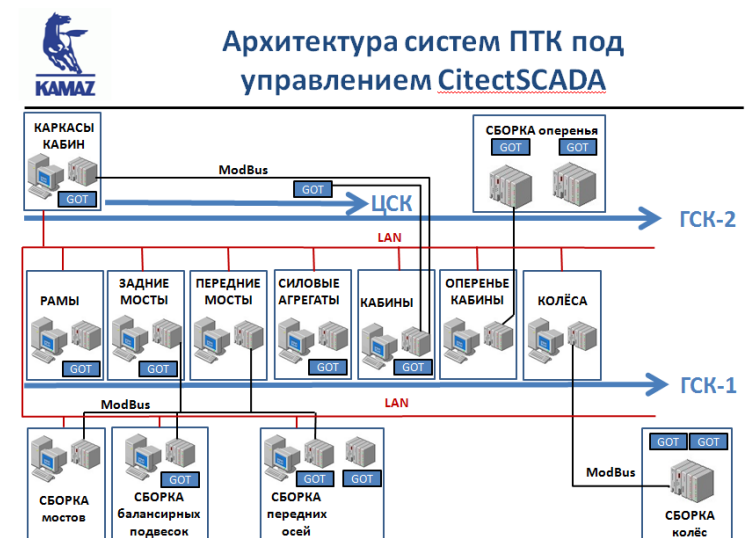 KAMAZ
Архитектура систем ПТК под
управлением CitectSCADA
КАРКАСЫ
КАБИН
GOT
ModBus
GOT
ЦСК
СБОРКА оперенья
GOT
GOT
ГСК-2
LAN
РАМЫ
GOT
ЗАДНИЕ
МОСТЫ
GOT
ПЕРЕДНИЕ
МОСТЫ
СИЛОВЫЕ
АГРЕГАТЫ
GOT
КАБИНЫ
GOT
ОПЕРЕНЬЕ
КАБИНЫ
КОЛЁСА
ГСК-1
ModBus
LAN
СБОРКА
мостов
GOT
СБОРКА
балансирных
подвесок
GOT
GOT
СБОРКА
передних
осей
ModBus
GOT
GOT
СБОРКА
колёс